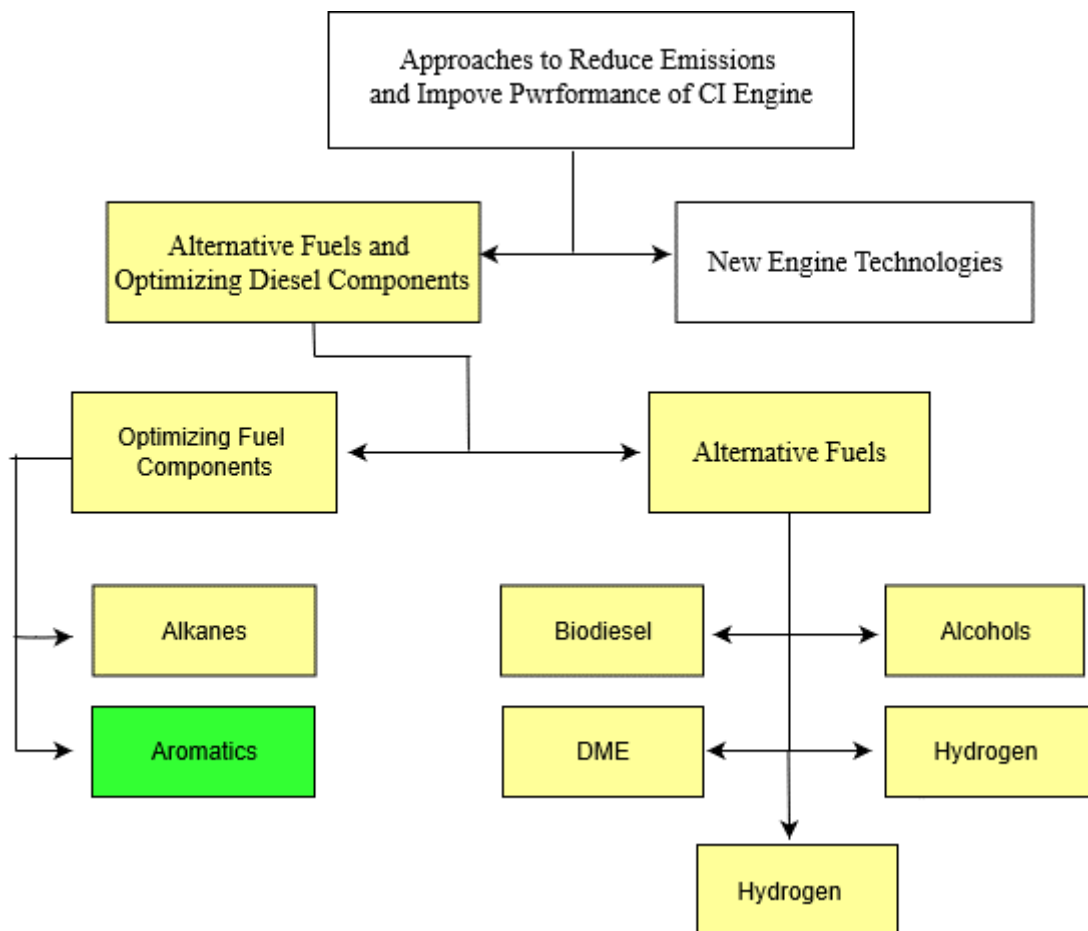 Approaches to Reduce Emissions
and Impove Pwrformance of CI Engine
Alternative Fuels and
Optimizing Diesel Components
New Engine Technologies
Optimizing Fuel
Components
Alternative Fuels
Alkanes
Biodiesel
Alcohols
Aromatics
DME
Hydrogen
Hydrogen